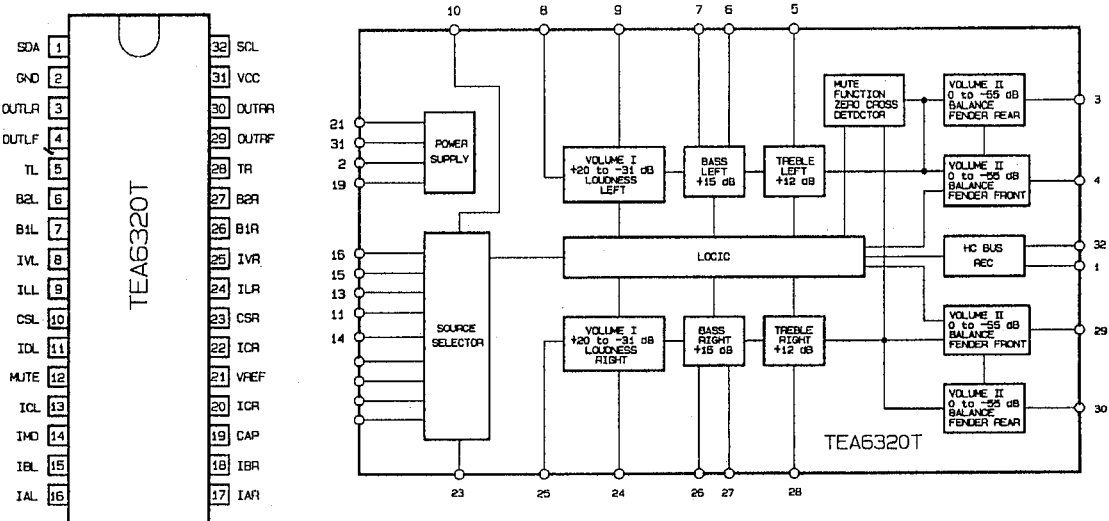 SDA 1
GND 2
OUTLR 3
OUTLF 4
TL 5
B2L 6
B1L 7
IVL 8
ILL 9
CSL 10
IDL 11
MUTE 12
ICL 13
IMD 14
IBL 15
IAL 16
TEA6320T
32 SCL
31 VCC
30 OUTRR
29 OUTRF
28 TR
27 B2R
26 B1R
25 IVR
24 ILR
23 CSR
22 ICR
21 VREF
20 ICR
19 CAP
18 IBR
17 IAR
10 8 9 7 6 5
21
31
2
19
POWER
SUPPLY
16
15
13
11
14
SOURCE
SELECTOR
VOLUME I
+20 to -31 dB
LOUDNESS
LEFT
BASS
LEFT
+15 dB
TREBLE
LEFT
+12 dB
MUTE
FUNCTION
ZERO CROSS
DETDCTOR
VOLUME II
0 to -55 dB
BALANCE
FENDER REAR
3
VOLUME II
0 to -55 dB
BALANCE
FENDER FRONT
4
LOGIC
HC BUS
REC
32
1
VOLUME I
+20 to -31 dB
LOUDNESS
RIGHT
BASS
RIGHT
+15 dB
TREBLE
RIGHT
+12 dB
VOLUME II
0 to -55 dB
BALANCE
FENDER FRONT
29
VOLUME II
0 to -55 dB
BALANCE
FENDER REAR
30
TEA6320T
23 25 24 26 27 28